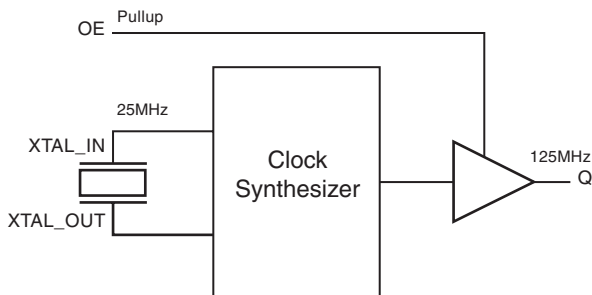 Pullup
OE
25MHz
XTAL_IN
Clock
Synthesizer
125MHz
Q
XTAL_OUT